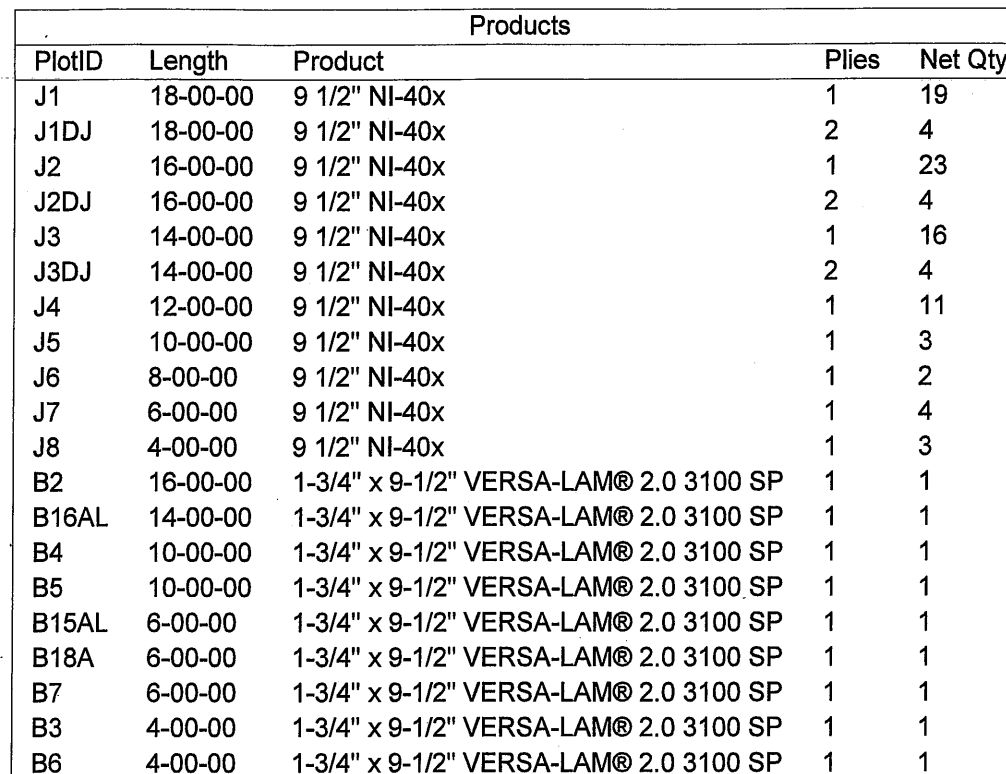 Products
PlotID Length Product Plies Net Qty
J1 18-00-00 9 1/2" NI-40x 1 19
J1DJ 18-00-00 9 1/2" NI-40x 2 4
J2 16-00-00 9 1/2" NI-40x 1 23
J2DJ 16-00-00 9 1/2" NI-40x 2 4
J3 14-00-00 9 1/2" NI-40x 1 16
J3DJ 14-00-00 9 1/2" NI-40x 2 4
J4 12-00-00 9 1/2" NI-40x 1 11
J5 10-00-00 9 1/2" NI-40x 1 3
J6 8-00-00 9 1/2" NI-40x 1 2
J7 6-00-00 9 1/2" NI-40x 1 4
J8 4-00-00 9 1/2" NI-40x 1 3
B2 16-00-00 1-3/4" x 9-1/2" VERSA-LAM® 2.0 3100 SP 1 1
B16AL 14-00-00 1-3/4" x 9-1/2" VERSA-LAM® 2.0 3100 SP 1 1
B4 10-00-00 1-3/4" x 9-1/2" VERSA-LAM® 2.0 3100 SP 1 1
B5 10-00-00 1-3/4" x 9-1/2" VERSA-LAM® 2.0 3100 SP 1 1
B15AL 6-00-00 1-3/4" x 9-1/2" VERSA-LAM® 2.0 3100 SP 1 1
B18A 6-00-00 1-3/4" x 9-1/2" VERSA-LAM® 2.0 3100 SP 1 1
B7 6-00-00 1-3/4" x 9-1/2" VERSA-LAM® 2.0 3100 SP 1 1
B3 4-00-00 1-3/4" x 9-1/2" VERSA-LAM® 2.0 3100 SP 1 1
B6 4-00-00 1-3/4" x 9-1/2" VERSA-LAM® 2.0 3100 SP 1 1